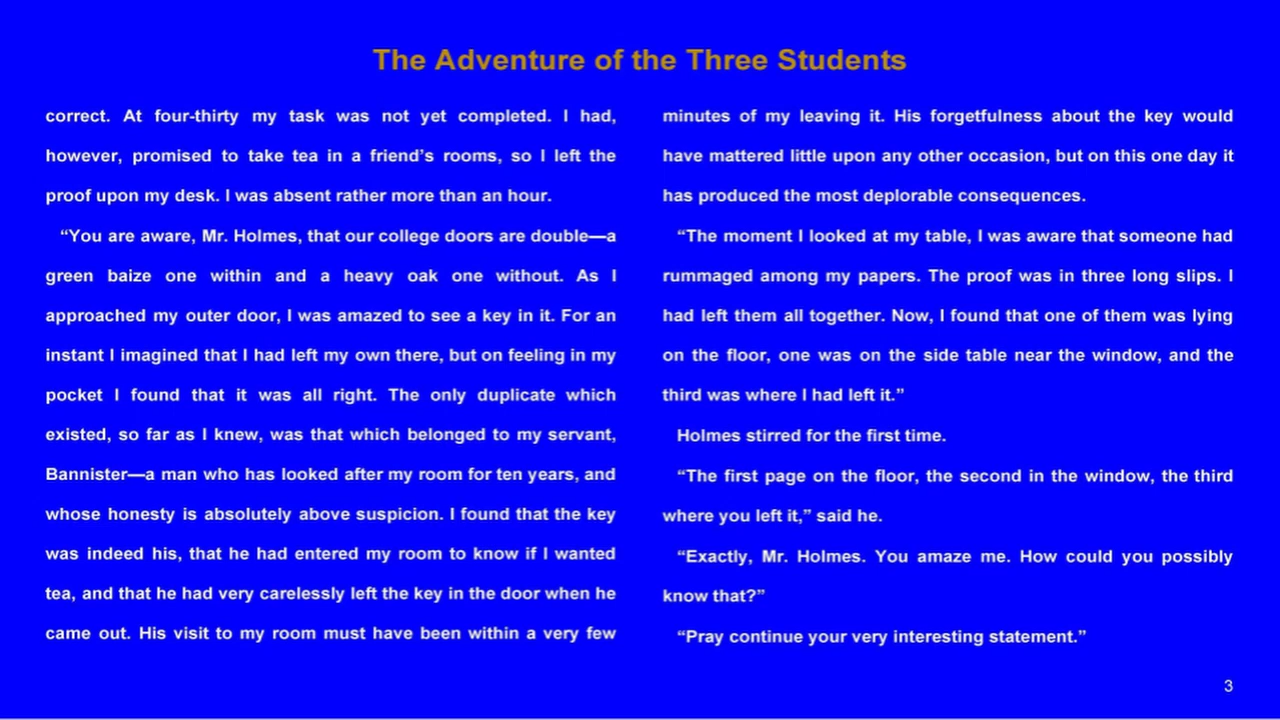 The Adventure of the Three Students
correct. At four-thirty my task was not yet completed. I had,
however, promised to take tea in a friend’s rooms, so I left the
proof upon my desk. I was absent rather more than an hour.
“You are aware, Mr. Holmes, that our college doors are double—a
green baize one within and a heavy oak one without. As I
approached my outer door, I was amazed to see a key in it. For an
instant I imagined that I had left my own there, but on feeling in my
pocket I found that it was all right. The only duplicate which
existed, so far as I knew, was that which belonged to my servant,
Bannister—a man who has looked after my room for ten years, and
whose honesty is absolutely above suspicion. I found that the key
was indeed his, that he had entered my room to know if I wanted
tea, and that he had very carelessly left the key in the door when he
came out. His visit to my room must have been within a very few
minutes of my leaving it. His forgetfulness about the key would
have mattered little upon any other occasion, but on this one day it
has produced the most deplorable consequences.
“The moment I looked at my table, I was aware that someone had
rummaged among my papers. The proof was in three long slips. I
had left them all together. Now, I found that one of them was lying
on the floor, one was on the side table near the window, and the
third was where I had left it.”
Holmes stirred for the first time.
“The first page on the floor, the second in the window, the third
where you left it,” said he.
“Exactly, Mr. Holmes. You amaze me. How could you possibly
know that?”
“Pray continue your very interesting statement.”
3